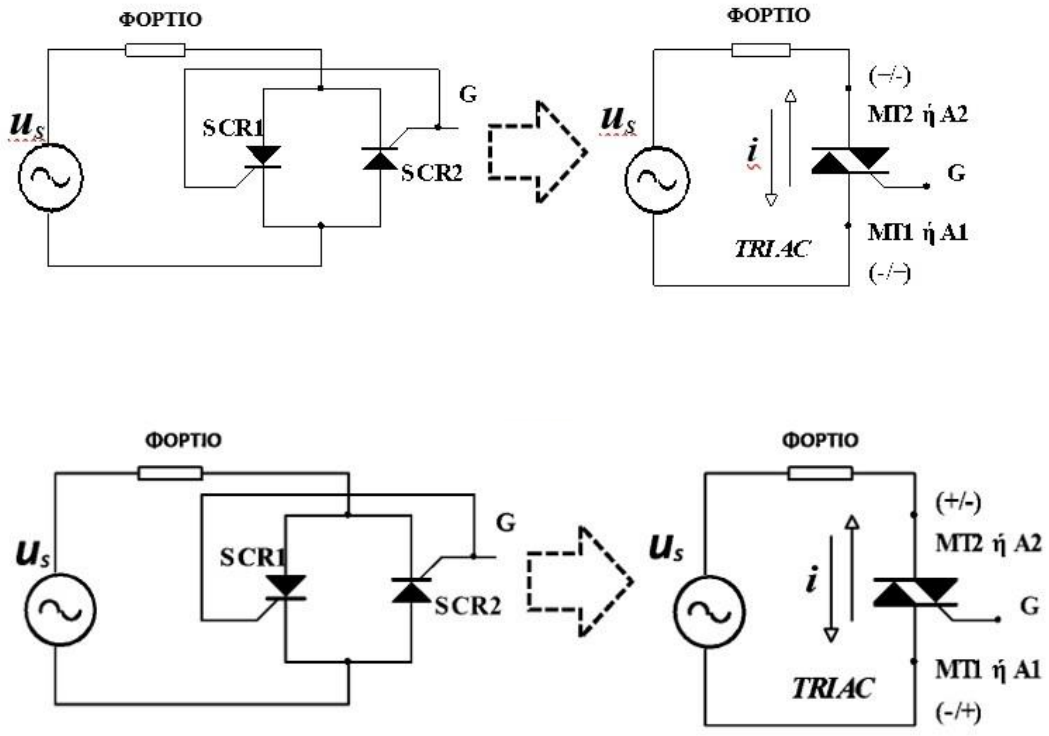 ΦΟΡΤΙΟ
u_s
SCR1
SCR2
G
ΦΟΡΤΙΟ
u_s
i
(−/-)
MT2 ή A2
G
MT1 ή A1
TRIAC
(-/−)
ΦΟΡΤΙΟ
u_s
SCR1
SCR2
G
ΦΟΡΤΙΟ
u_s
i
(+/-)
MT2 ή A2
G
MT1 ή A1
TRIAC
(-/+)